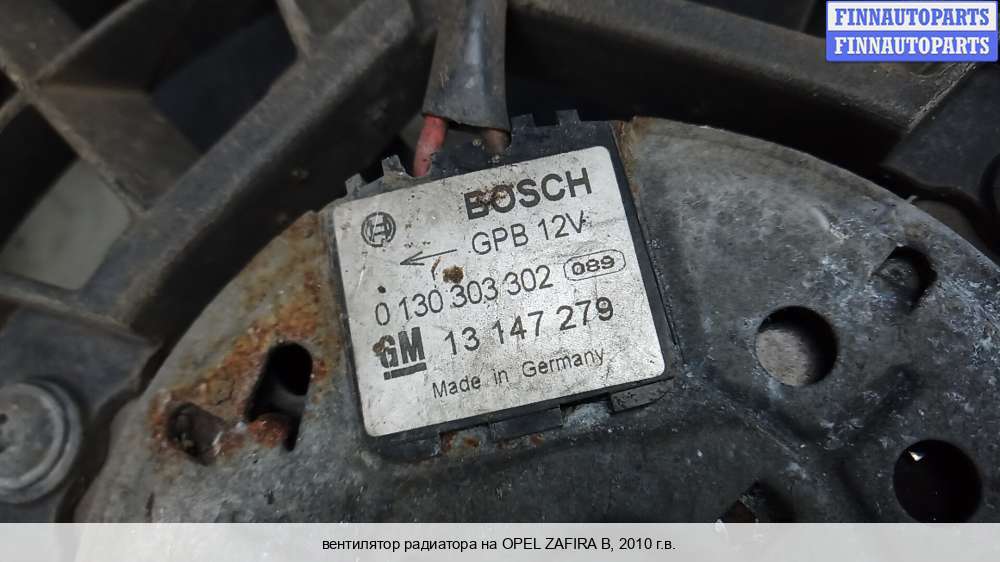 FINNAUTOPARTS
FINNAUTOPARTS
BOSCH
GPB 12V
0 130 303 302 089
GM 13 147 279
Made in Germany
вентилятор радиатора на OPEL ZAFIRA B, 2010 г.в.